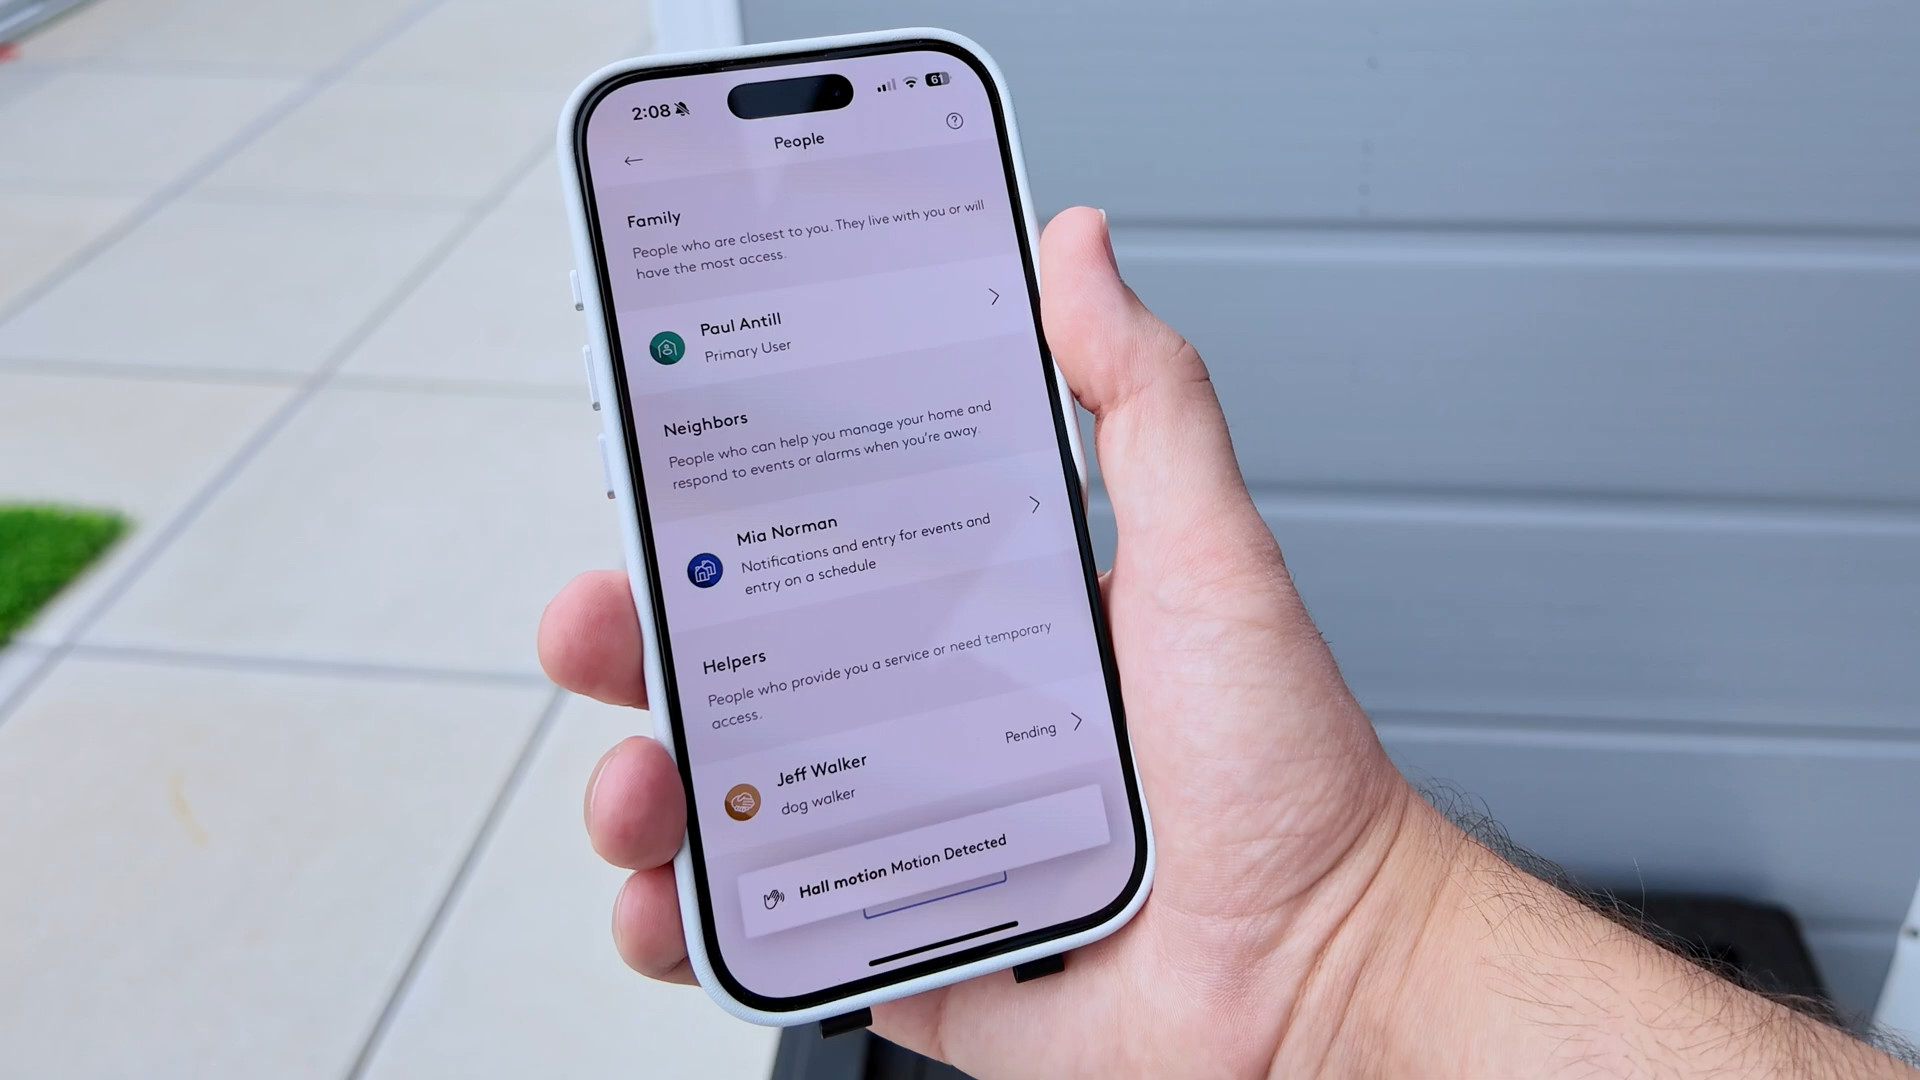 2:08
61
People
Family
People who are closest to you. They live with you or will
have the most access.
Paul Antill
Primary User
Neighbors
People who can help you manage your home and
respond to events or alarms when you're away.
Mia Norman
Notifications and entry for events and
entry on a schedule
Helpers
People who provide you a service or need temporary
access.
Jeff Walker
Pending
dog walker
Hall motion Motion Detected